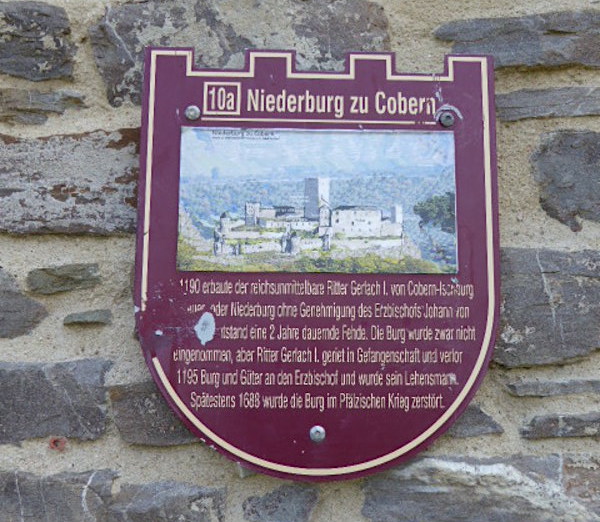 10a Niederburg zu Cobern
Niederburg zu Cobern
1190 erbaute der reichsunmittelbare Ritter Gerlach I. von Cobern-Isenburg
oder Niederburg ohne Genehmigung des Erzbischofs Johann von
entstand eine 2 Jahre dauernde Fehde. Die Burg wurde zwar nicht
eingenommen, aber Ritter Gerlach I. geriet in Gefangenschaft und verlor
1195 Burg und Güter an den Erzbischof und wurde sein Lehensmann.
Spätestens 1688 wurde die Burg im Pfälzischen Krieg zerstört.